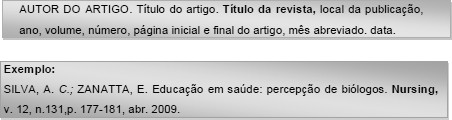 AUTOR DO ARTIGO. Título do artigo. Título da revista, local da publicação,
ano, volume, número, página inicial e final do artigo, mês abreviado. data.
Exemplo:
SILVA, A. C.; ZANATTA, E. Educação em saúde: percepção de biólogos. Nursing,
v. 12, n.131,p. 177-181, abr. 2009.